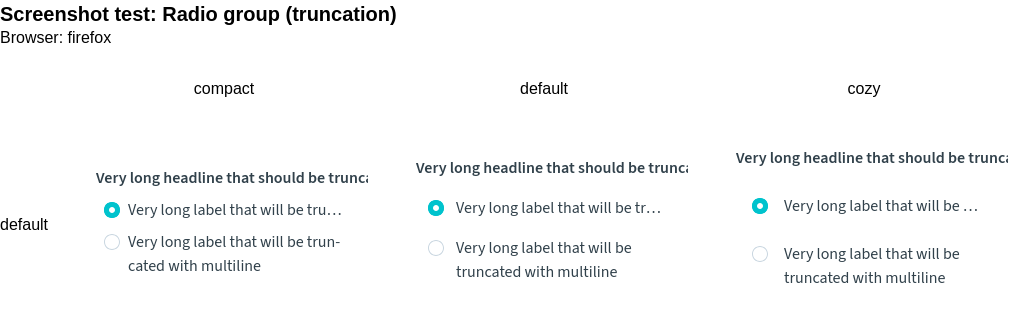 Screenshot test: Radio group (truncation)
Browser: firefox
compact
default
cozy
default
Very long headline that should be trunca
Very long label that will be tru…
Very long label that will be trun-
cated with multiline
Very long headline that should be trunca
Very long label that will be tr…
Very long label that will be
truncated with multiline
Very long headline that should be trunca
Very long label that will be …
Very long label that will be
truncated with multiline